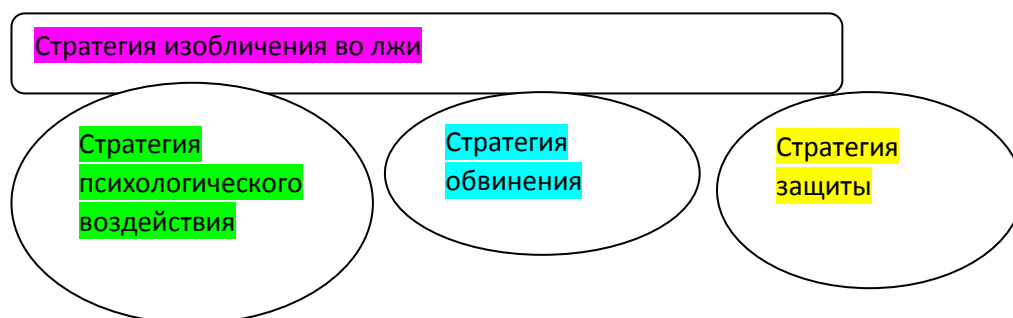 Стратегия изобличения во лжи
Стратегия
психологического
воздействия
Стратегия
обвинения
Стратегия
защиты